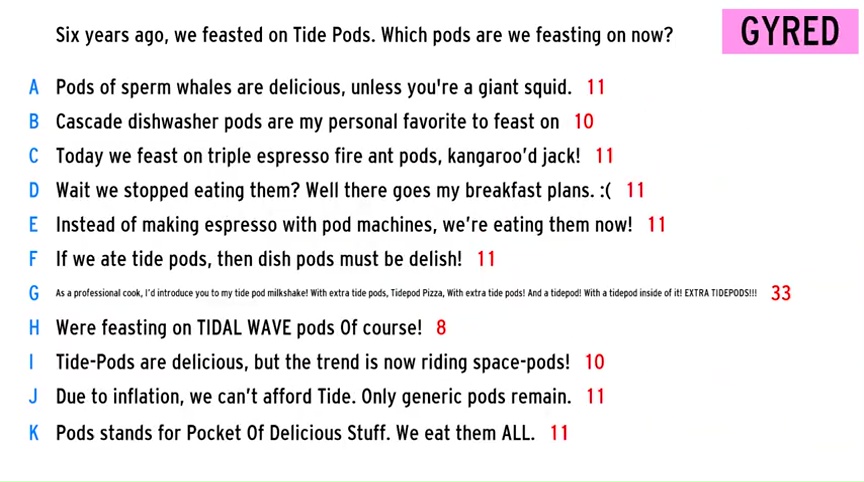 Six years ago, we feasted on Tide Pods. Which pods are we feasting on now?
GYRED
A Pods of sperm whales are delicious, unless you're a giant squid. 11
B Cascade dishwasher pods are my personal favorite to feast on 10
C Today we feast on triple espresso fire ant pods, kangaroo'd jack! 11
D Wait we stopped eating them? Well there goes my breakfast plans. :( 11
E Instead of making espresso with pod machines, we're eating them now! 11
F If we ate tide pods, then dish pods must be delish! 11
G As a professional cook, I'd introduce you to my tide pod milkshake! With extra tide pods, Tidepod Pizza, With extra tide pods! And a tidepod! With a tidepod inside of it! EXTRA TIDEPODS!!! 33
H Were feasting on TIDAL WAVE pods Of course! 8
I Tide-Pods are delicious, but the trend is now riding space-pods! 10
J Due to inflation, we can't afford Tide. Only generic pods remain. 11
K Pods stands for Pocket Of Delicious Stuff. We eat them ALL. 11